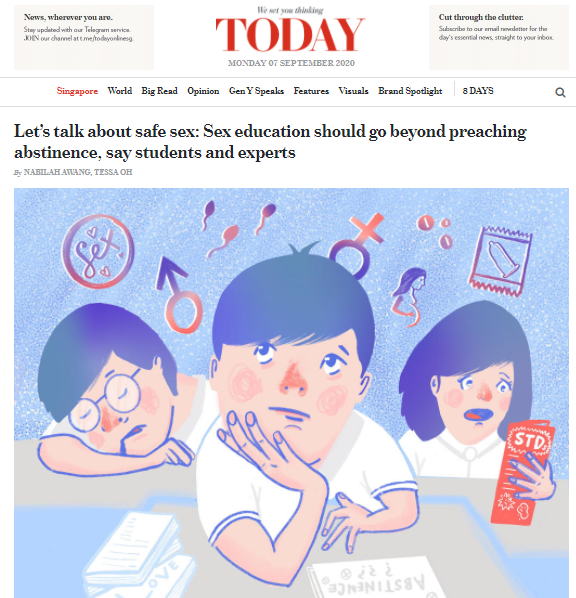 News, wherever you are.
Stay updated with our Telegram service.
JOIN our channel at t.me/todayonlinesg.
We set you thinking
TODAY
MONDAY 07 SEPTEMBER 2020
Cut through the clutter.
Subscribe to our email newsletter for the
day's essential news, straight to your inbox.
Singapore World Big Read Opinion Gen Y Speaks Features Visuals Brand Spotlight 8 DAYS
Let's talk about safe sex: Sex education should go beyond preaching
abstinence, say students and experts
By NABILAH AWANG, TESSA OH
Sex
STDs
LOVE
ABSTINENCE